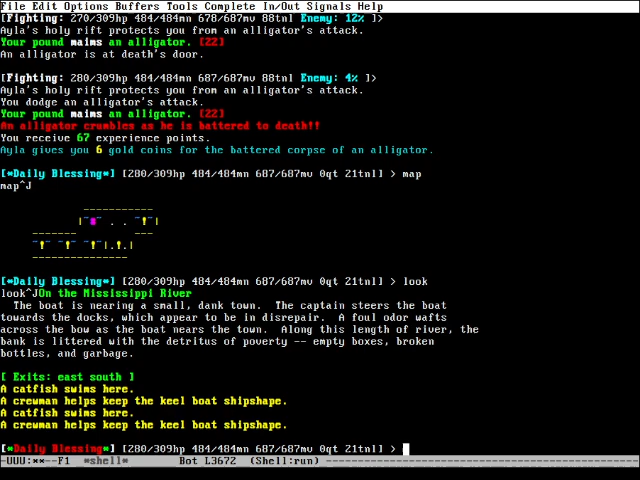 File Edit Options Buffers Tools Complete In/Out Signals Help
[Fighting: 270/309hp 484/484mn 678/687mv 88tnl Enemy: 12% ]>
Ayla's holy rift protects you from an alligator's attack.
Your pound maims an alligator. [22]
An alligator is at death's door.
[Fighting: 280/309hp 484/484mn 687/687mv 88tnl Enemy: 4% ]>
Ayla's holy rift protects you from an alligator's attack.
You dodge an alligator's attack.
Your pound maims an alligator. [22]
An alligator crumbles as he is battered to death!!
You receive 67 experience points.
Ayla gives you 6 gold coins for the battered corpse of an alligator.
[*Daily Blessing*] [280/309hp 484/484mn 687/687mv 0qt 21tnl] > map
map^J
-----------
|¯ ¯ . . ¯!¯|
------- ---
¯!¯ ¯!¯ ¯!¯|.!.|
---------------
[*Daily Blessing*] [280/309hp 484/484mn 687/687mv 0qt 21tnl] > look
look^JOn the Mississippi River
The boat is nearing a small, dank town. The captain steers the boat
towards the docks, which appear to be in disrepair. A foul odor wafts
across the bow as the boat nears the town. Along this length of river, the
bank is littered with the detritus of poverty -- empty boxes, broken
bottles, and garbage.
[ Exits: east south ]
A catfish swims here.
A crewman helps keep the keel boat shipshape.
A catfish swims here.
A crewman helps keep the keel boat shipshape.
[*Daily Blessing*] [280/309hp 484/484mn 687/687mv 0qt 21tnl] >
-UUU:**--F1 *shell* Bot L3672 (Shell:run)